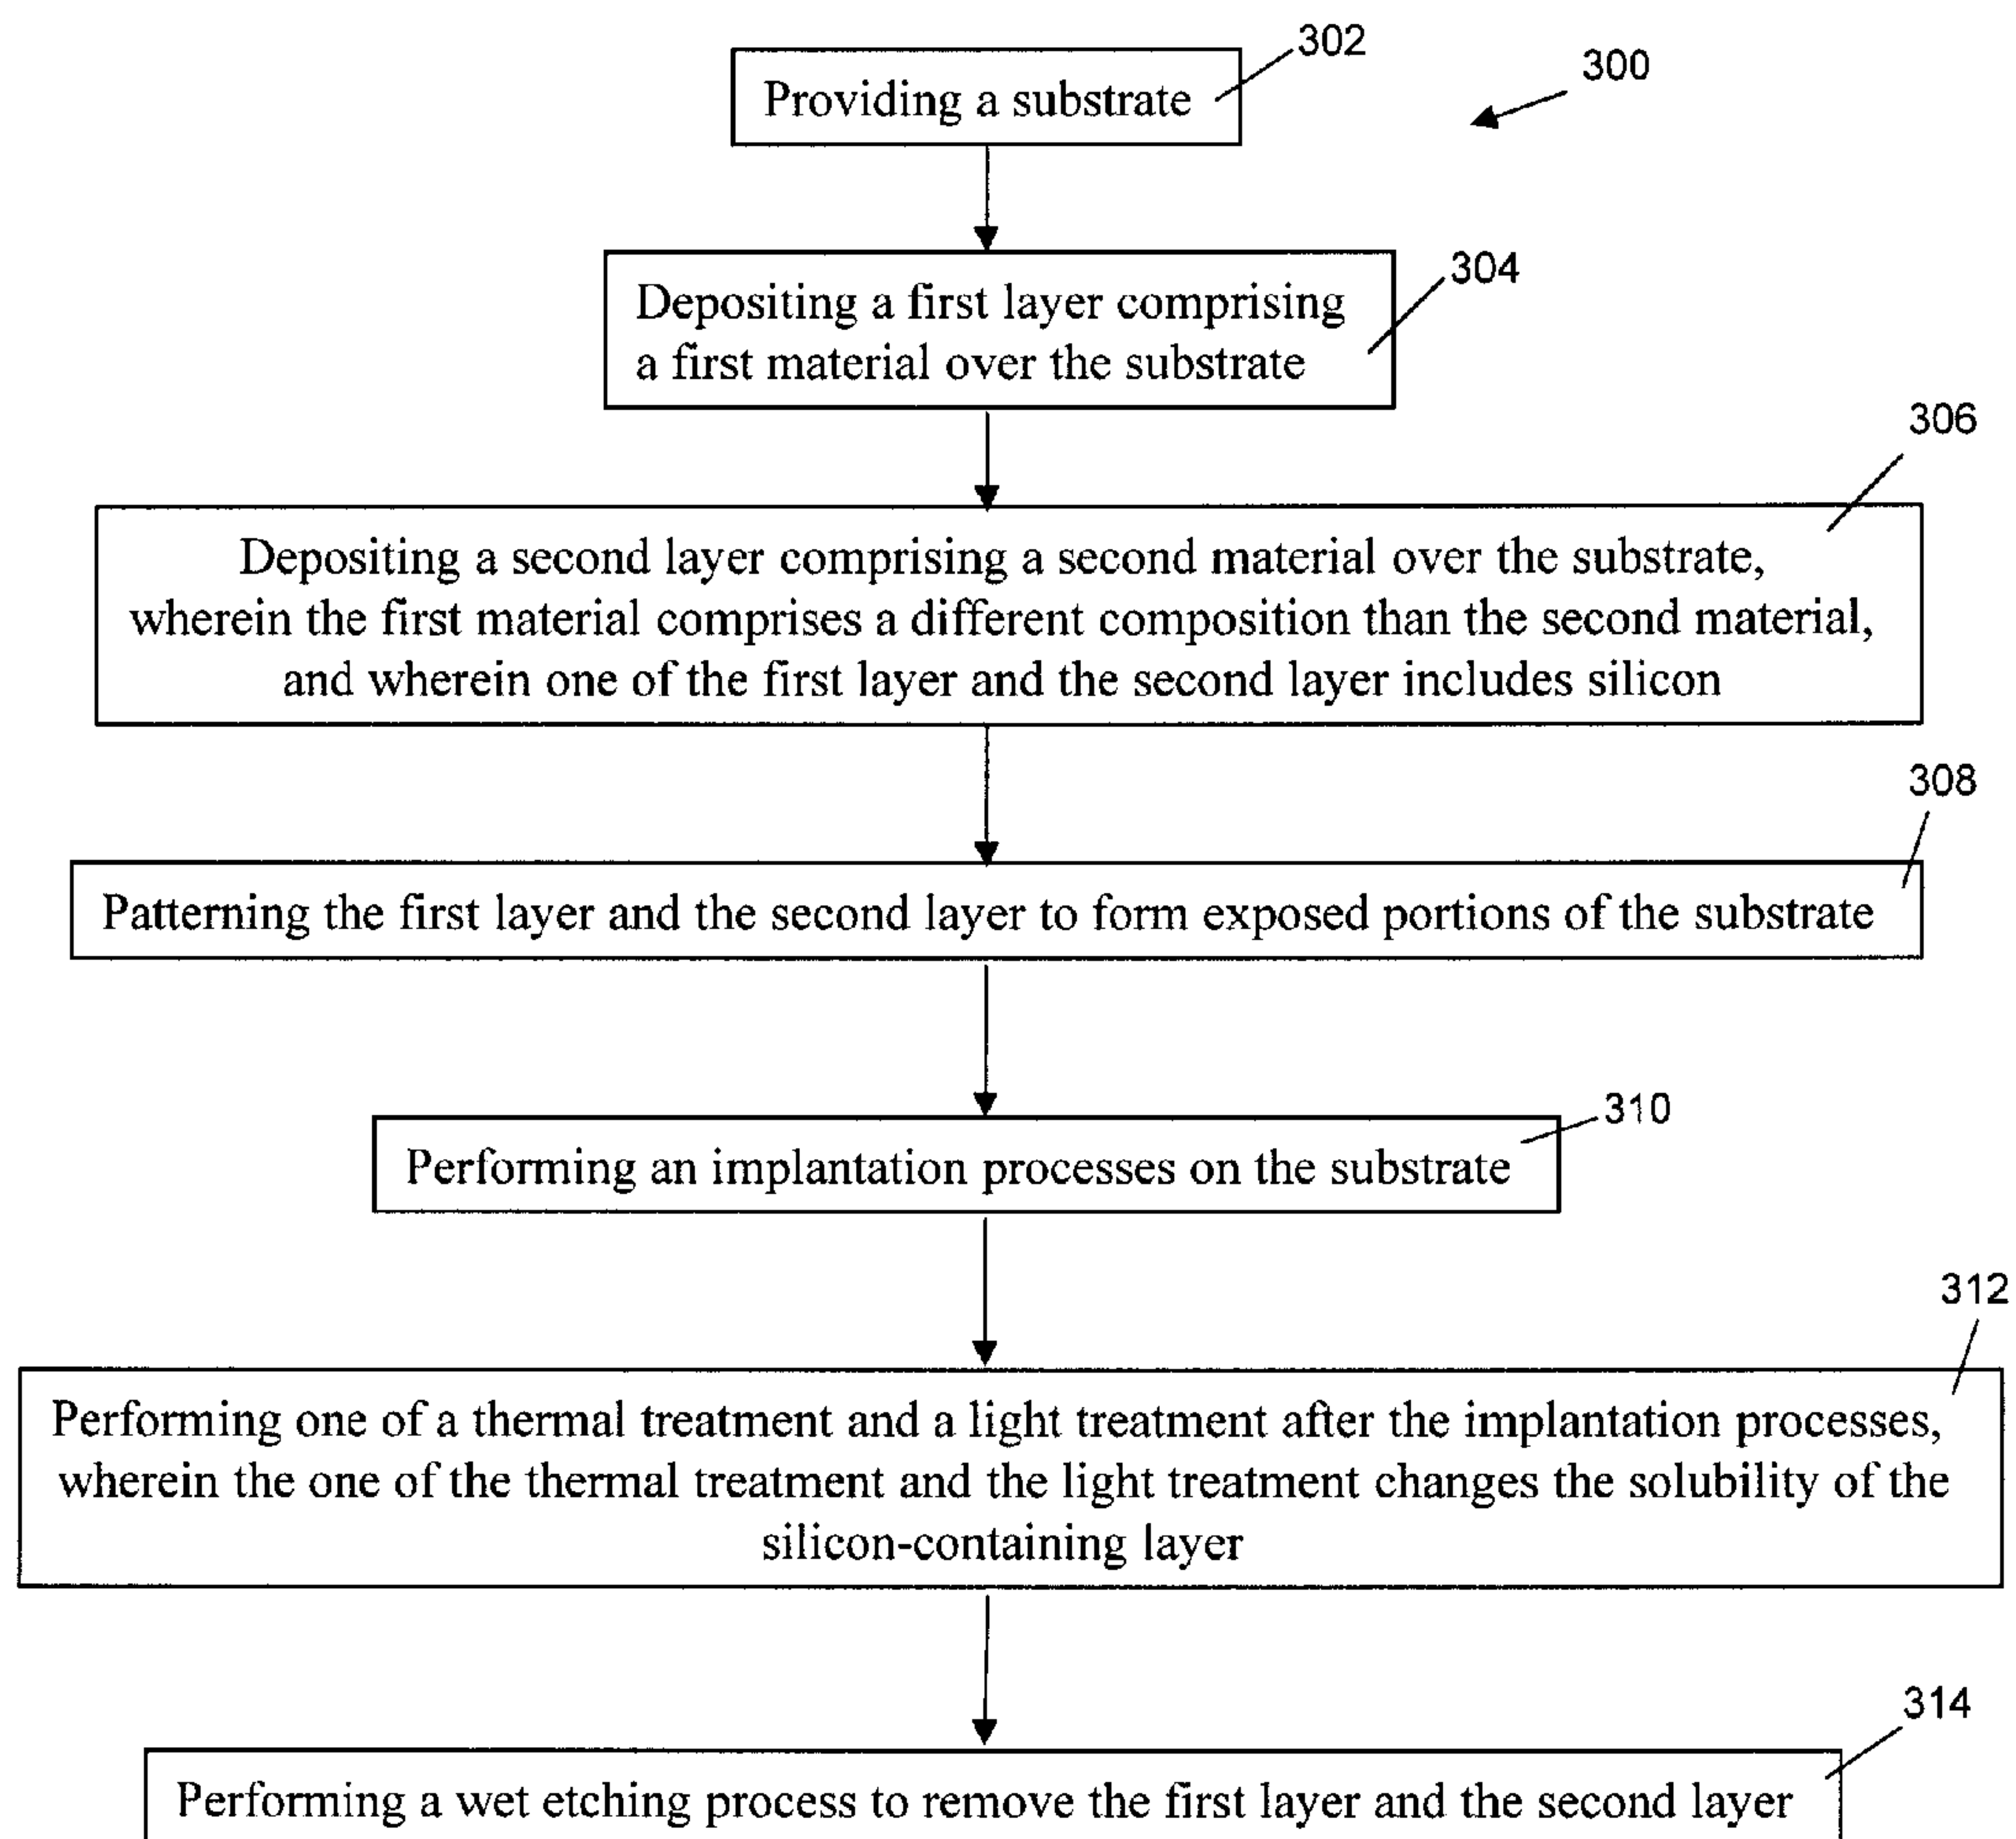 302
300
Providing a substrate
304
Depositing a first layer comprising
a first material over the substrate
306
Depositing a second layer comprising a second material over the substrate,
wherein the first material comprises a different composition than the second material,
and wherein one of the first layer and the second layer includes silicon
308
Patterning the first layer and the second layer to form exposed portions of the substrate
310
Performing an implantation processes on the substrate
312
Performing one of a thermal treatment and a light treatment after the implantation processes,
wherein the one of the thermal treatment and the light treatment changes the solubility of the
silicon-containing layer
314
Performing a wet etching process to remove the first layer and the second layer